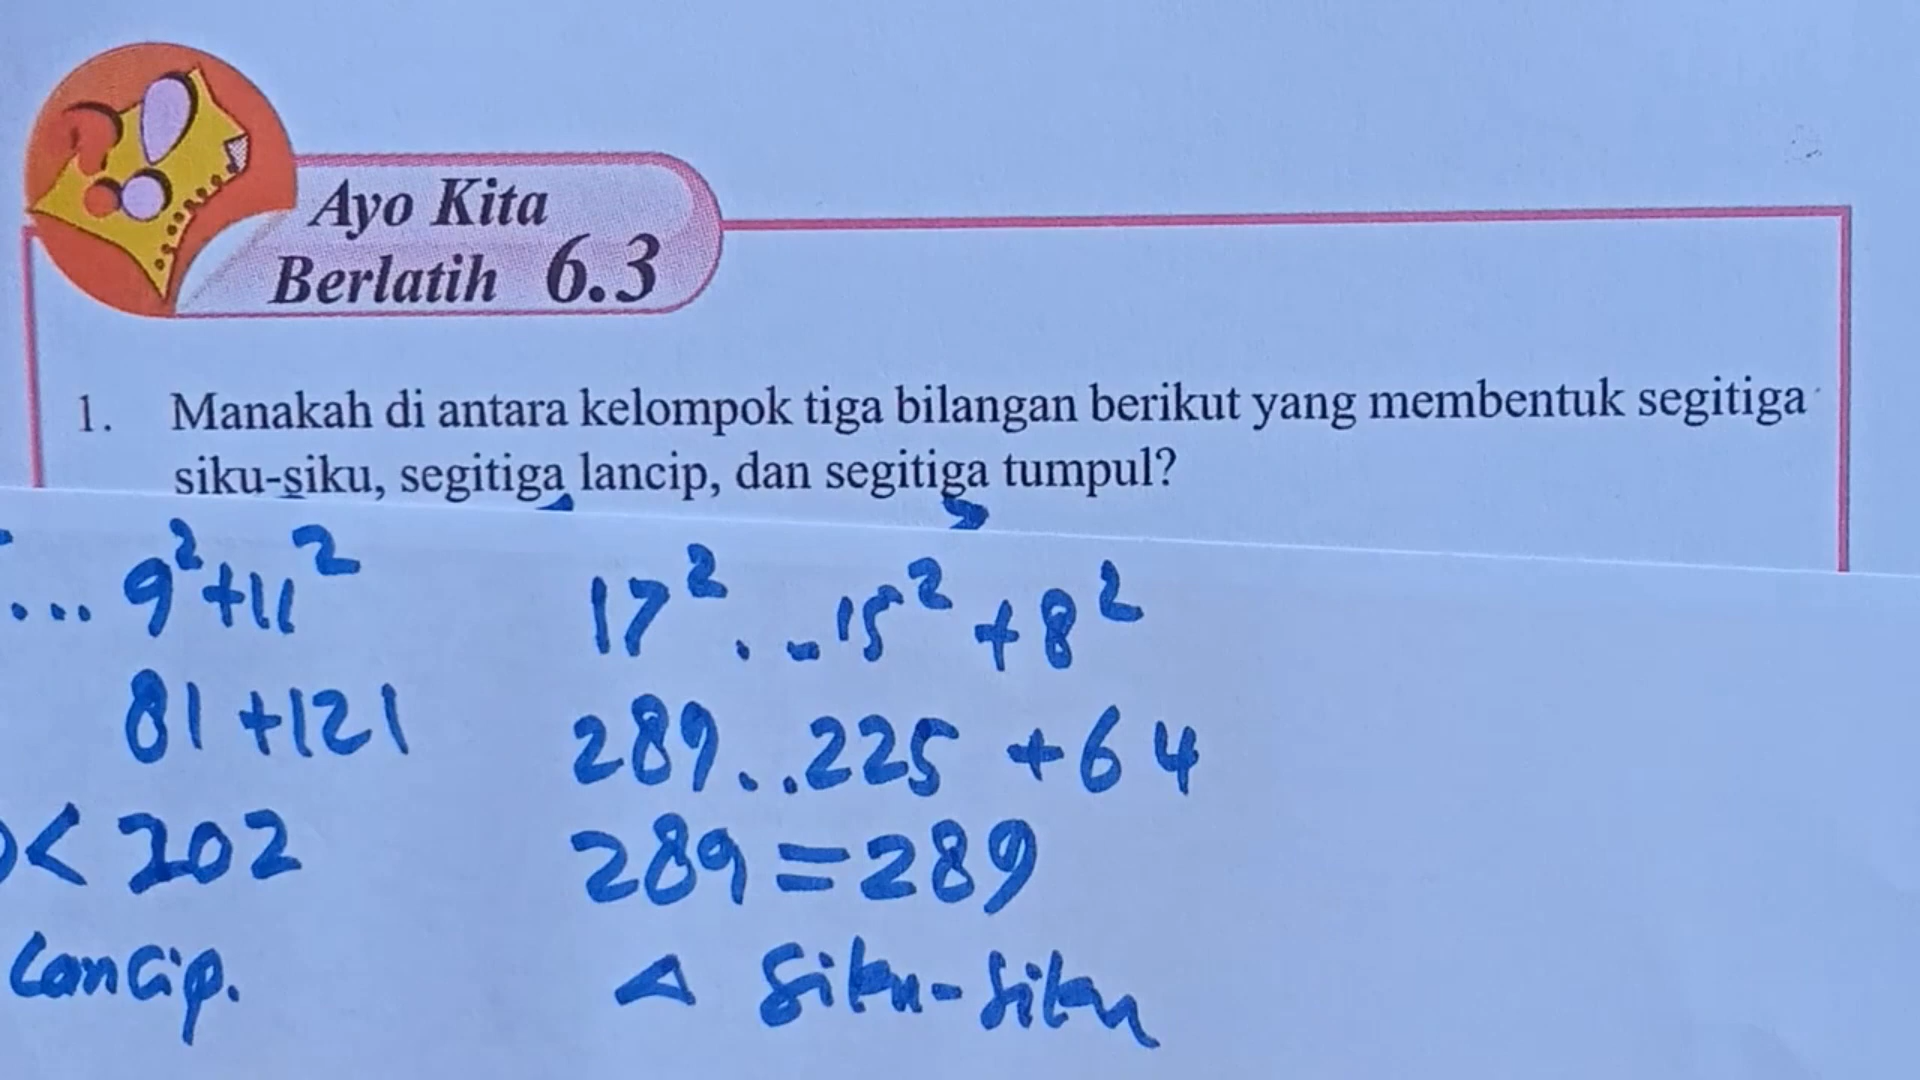 Ayo Kita
Berlatih 6.3
1. Manakah di antara kelompok tiga bilangan berikut yang membentuk segitiga
siku-siku, segitiga lancip, dan segitiga tumpul?
... 9²+11²
81+121
< 202
Lancip.
17² .. 15² + 8²
289..225 + 64
289 = 289
Δ Siku-Siku